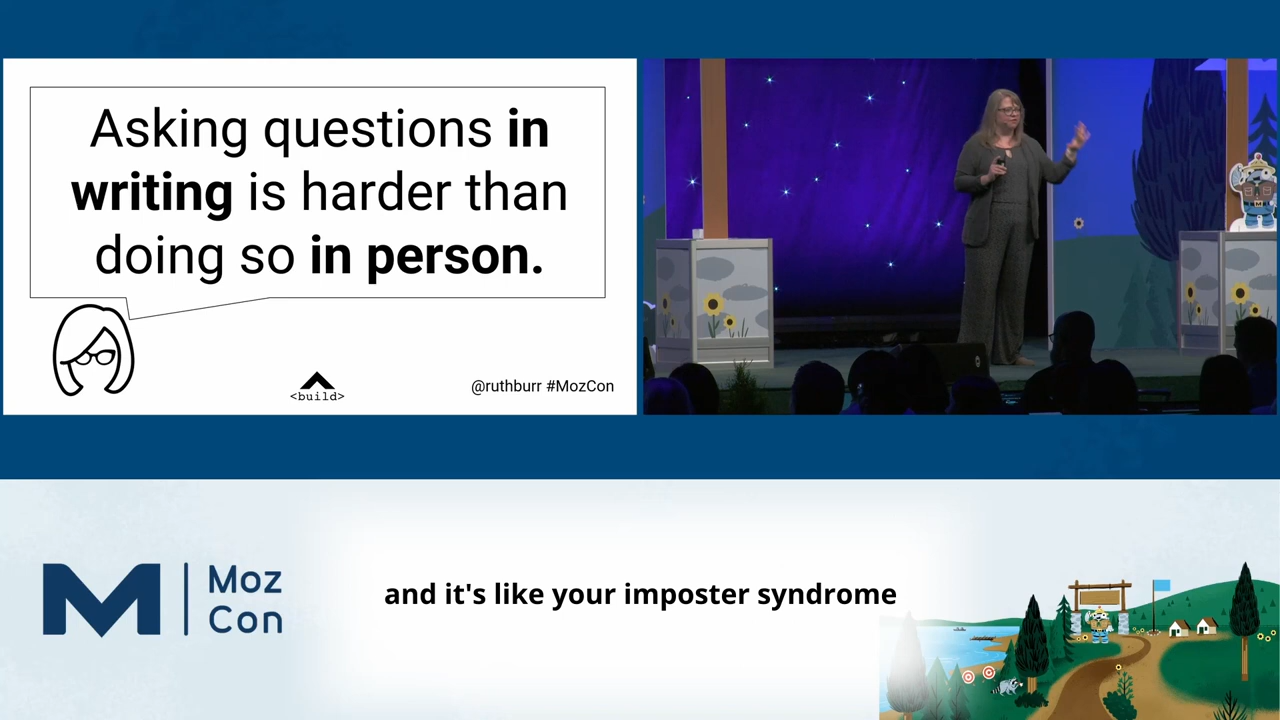 Asking questions in
writing is harder than
doing so in person.
<build>
@ruthburr #MozCon
Moz
Con
and it's like your imposter syndrome